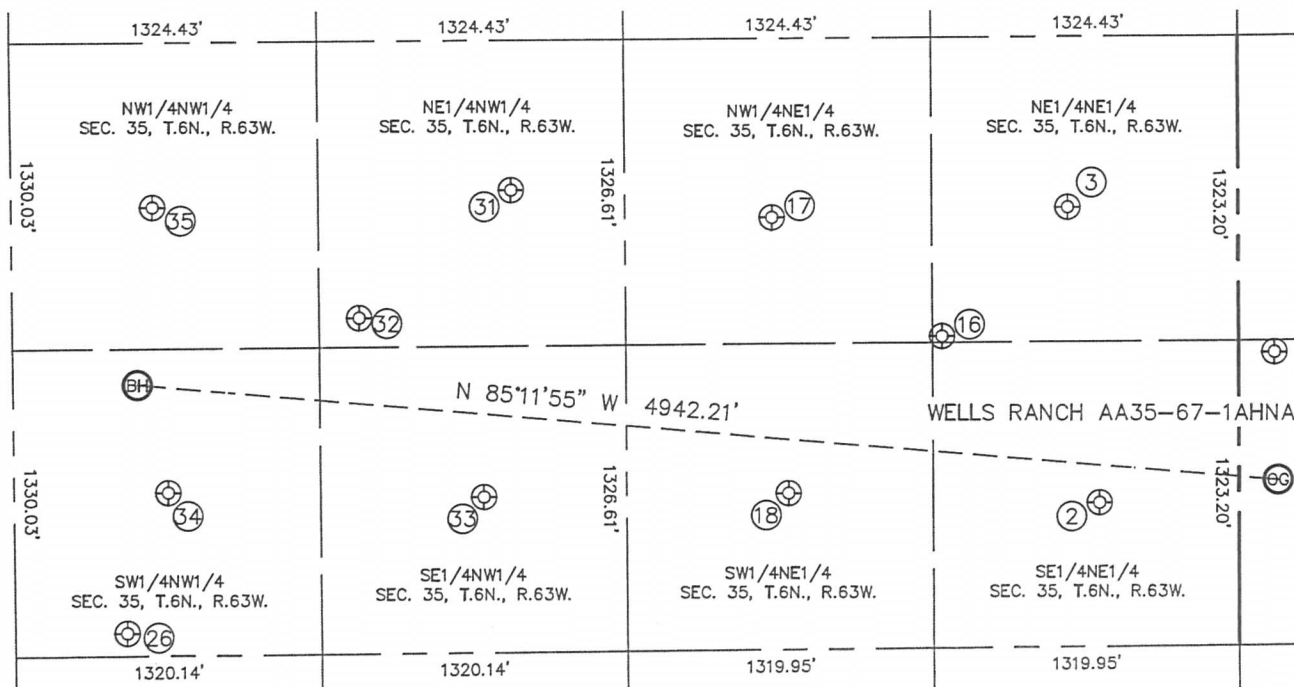 1324.43' 1324.43' 1324.43' 1324.43'
NW1/4NW1/4
SEC. 35, T.6N., R.63W.
NE1/4NW1/4
SEC. 35, T.6N., R.63W.
NW1/4NE1/4
SEC. 35, T.6N., R.63W.
NE1/4NE1/4
SEC. 35, T.6N., R.63W.
1330.03'
1326.61'
1323.20'
35
31
17
3
32
16
BH
N 85°11'55" W 4942.21'
WELLS RANCH AA35-67-1AHNA
OG
1330.03'
1326.61'
1323.20'
34
33
18
2
SW1/4NW1/4
SEC. 35, T.6N., R.63W.
SE1/4NW1/4
SEC. 35, T.6N., R.63W.
SW1/4NE1/4
SEC. 35, T.6N., R.63W.
SE1/4NE1/4
SEC. 35, T.6N., R.63W.
26
1320.14' 1320.14' 1319.95' 1319.95'